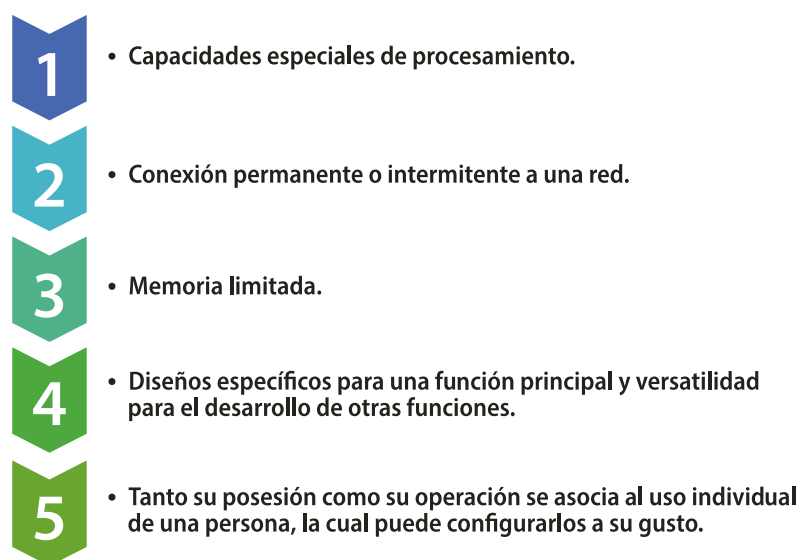 1
• Capacidades especiales de procesamiento.
2
• Conexión permanente o intermitente a una red.
3
• Memoria limitada.
4
• Diseños específicos para una función principal y versatilidad
para el desarrollo de otras funciones.
5
• Tanto su posesión como su operación se asocia al uso individual
de una persona, la cual puede configurarlos a su gusto.